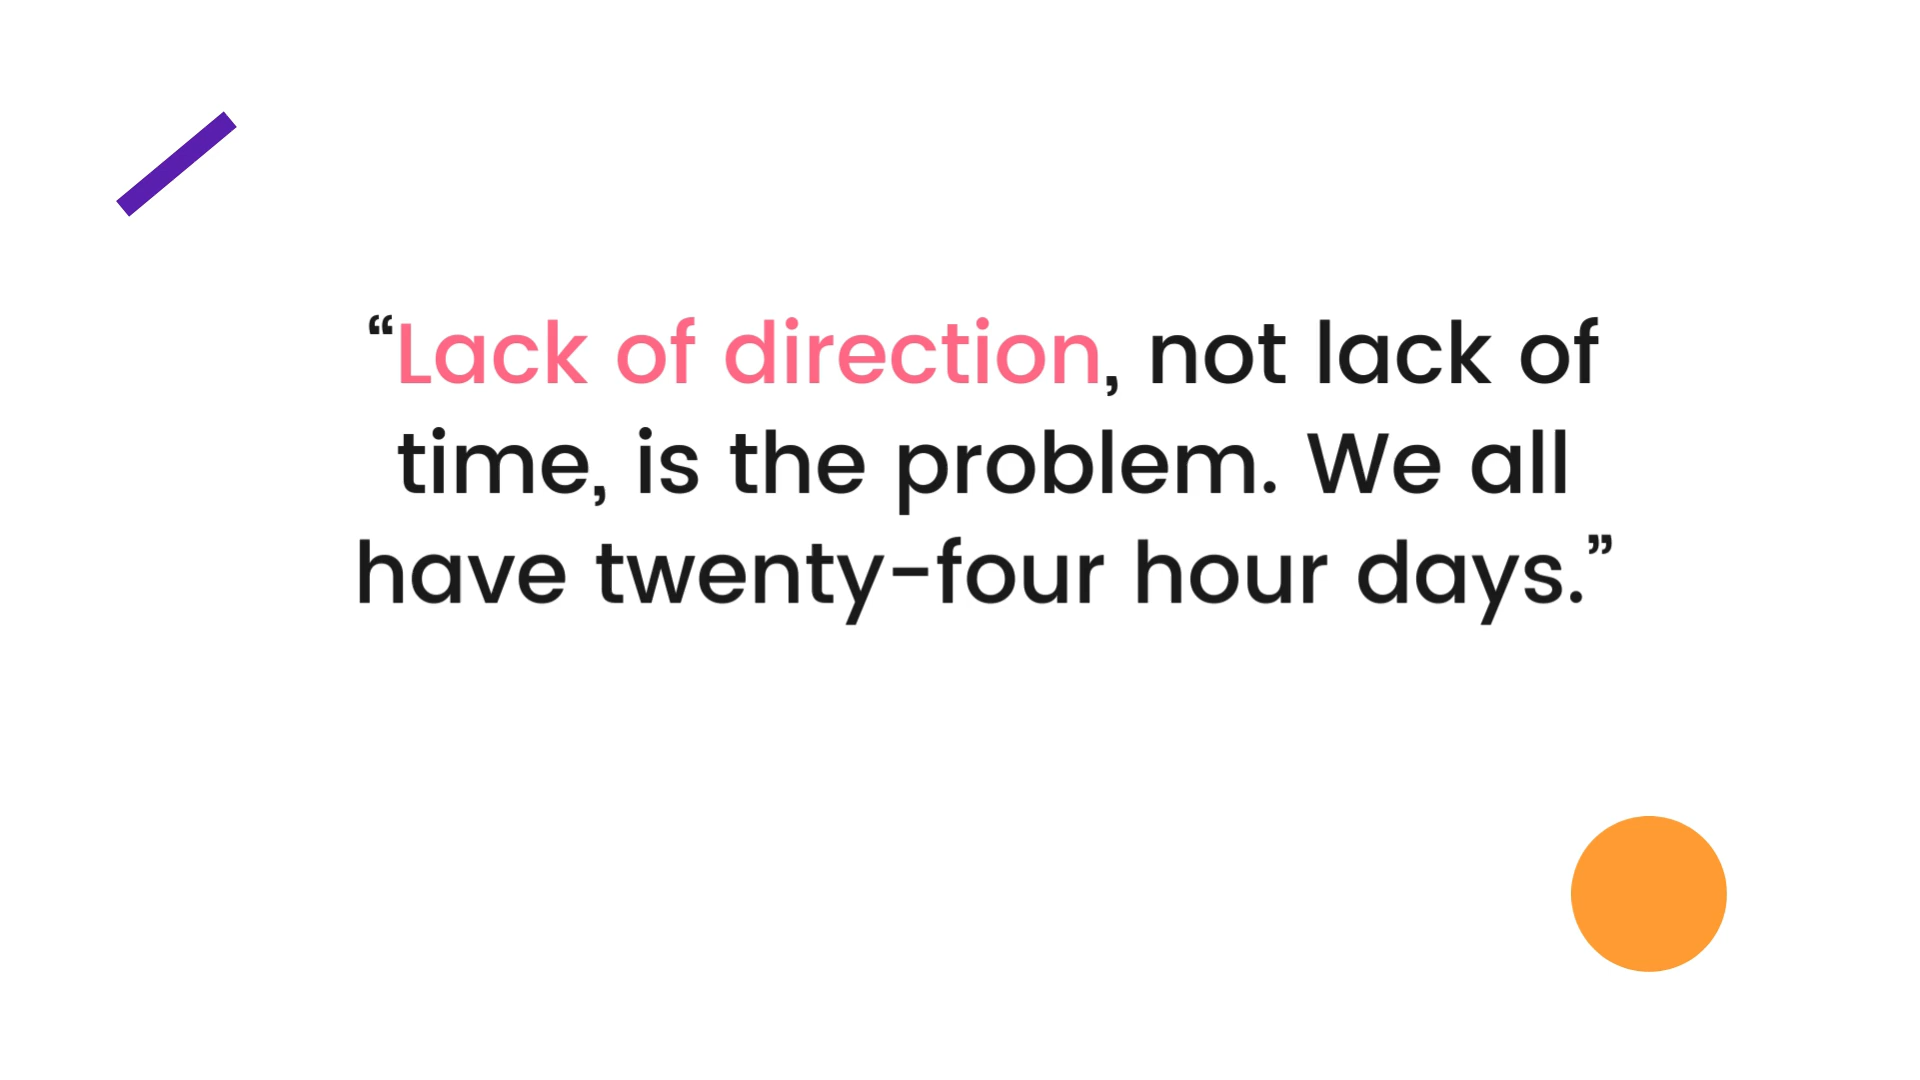 “Lack of direction, not lack of
time, is the problem. We all
have twenty-four hour days.”